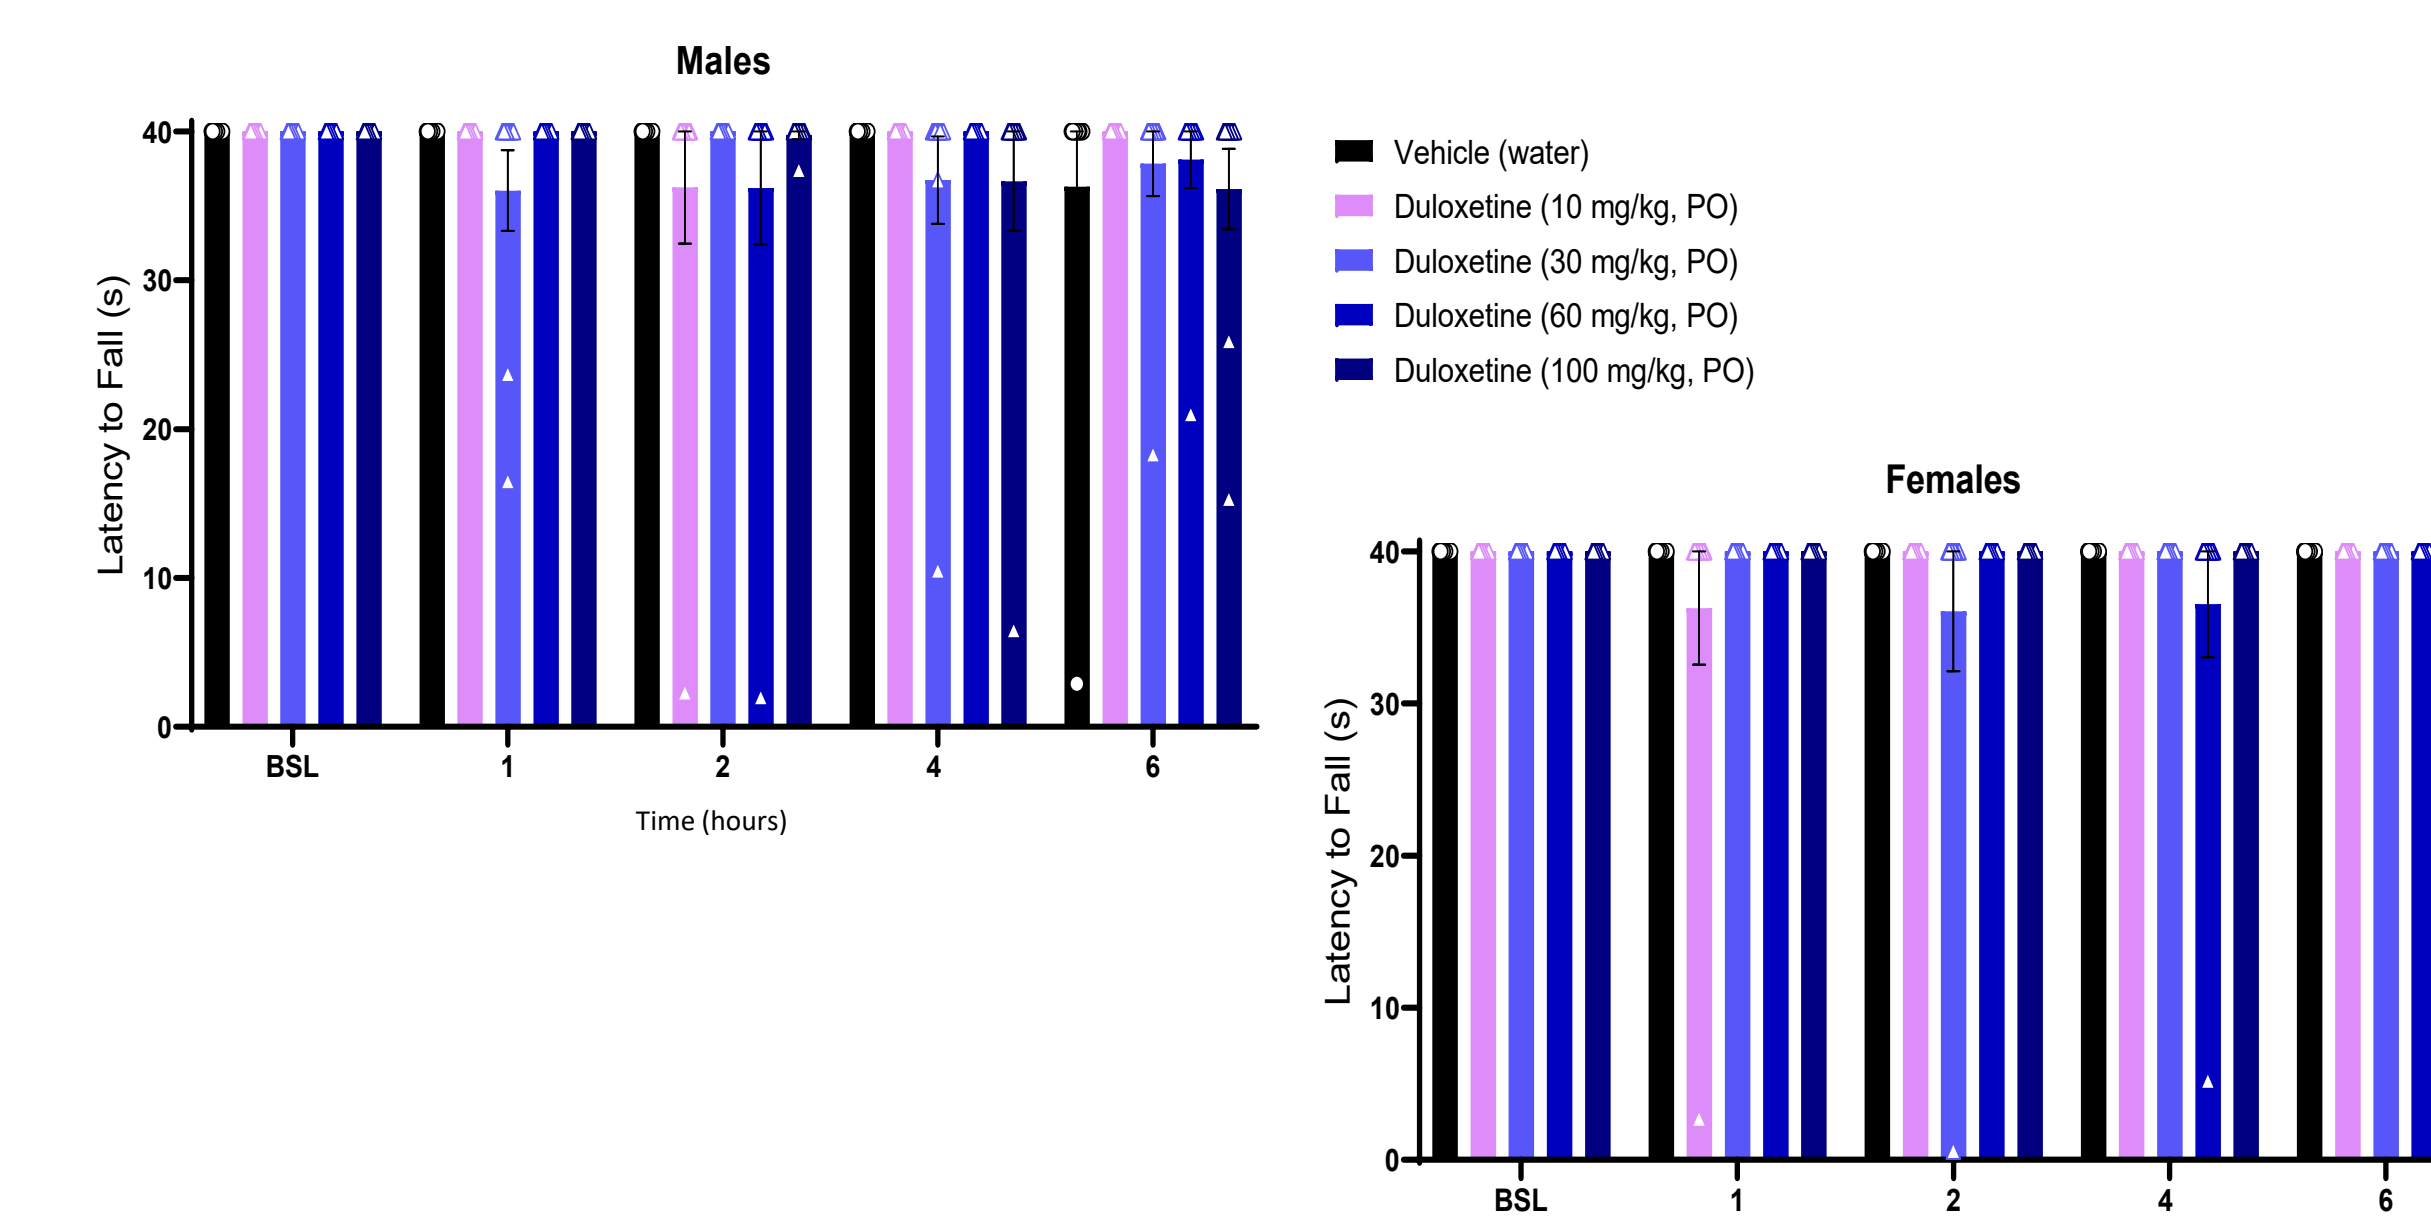 Males
40
30
20
10
0
Latency to Fall (s)
BSL 1 2 4 6
Time (hours)
Vehicle (water)
Duloxetine (10 mg/kg, PO)
Duloxetine (30 mg/kg, PO)
Duloxetine (60 mg/kg, PO)
Duloxetine (100 mg/kg, PO)
Females
40
30
20
10
0
Latency to Fall (s)
BSL 1 2 4 6